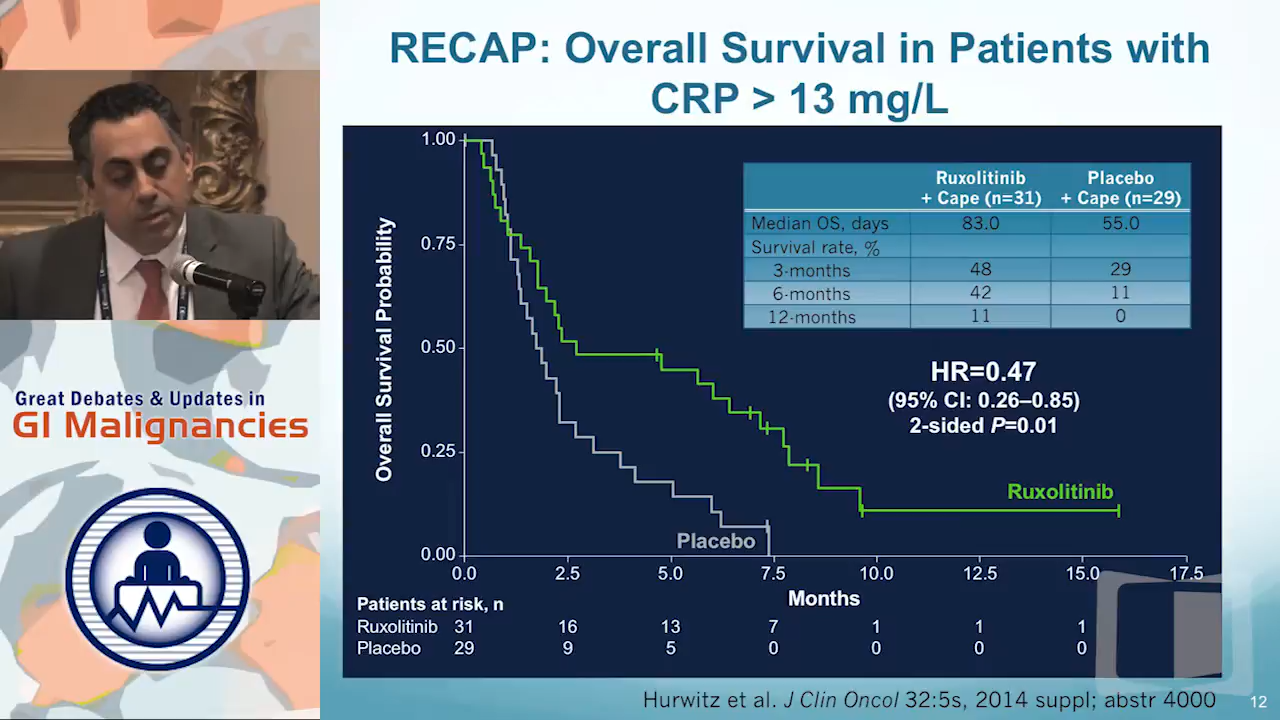 RECAP: Overall Survival in Patients with
CRP > 13 mg/L
Great Debates & Updates in
GI Malignancies
Overall Survival Probability
1.00
0.75
0.50
0.25
0.00
0.0 2.5 5.0 7.5 10.0 12.5 15.0 17.5
Months
Ruxolitinib + Cape (n=31) Placebo + Cape (n=29)
Median OS, days 83.0 55.0
Survival rate, %
3-months 48 29
6-months 42 11
12-months 11 0
HR=0.47
(95% CI: 0.26–0.85)
2-sided P=0.01
Ruxolitinib
Placebo
Patients at risk, n
Ruxolitinib 31 16 13 7 1 1 1
Placebo 29 9 5 0 0 0 0
Hurwitz et al. J Clin Oncol 32:5s, 2014 suppl; abstr 4000
12